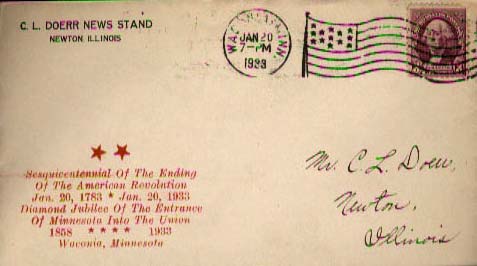 C. L. DOERR NEWS STAND
NEWTON, ILLINOIS
WACONIA, MINN.
JAN 20
7-PM
1933
Sesquicentennial Of The Ending
Of The American Revolution
Jan. 20, 1783 ★ Jan. 20, 1933
Diamond Jubilee Of The Entrance
Of Minnesota Into The Union
1858 ★ ★ ★ ★ 1933
Waconia, Minnesota
Mr. C. L. Doerr,
Newton,
Illinois